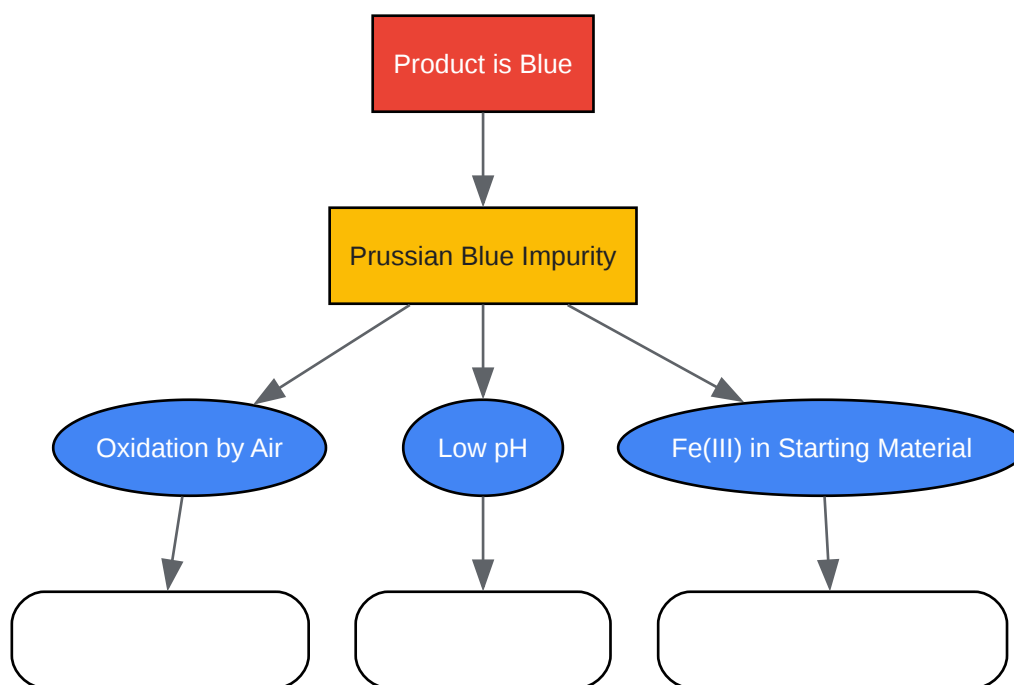 Product is Blue
Prussian Blue Impurity
Oxidation by Air
Low pH
Fe(III) in Starting Material